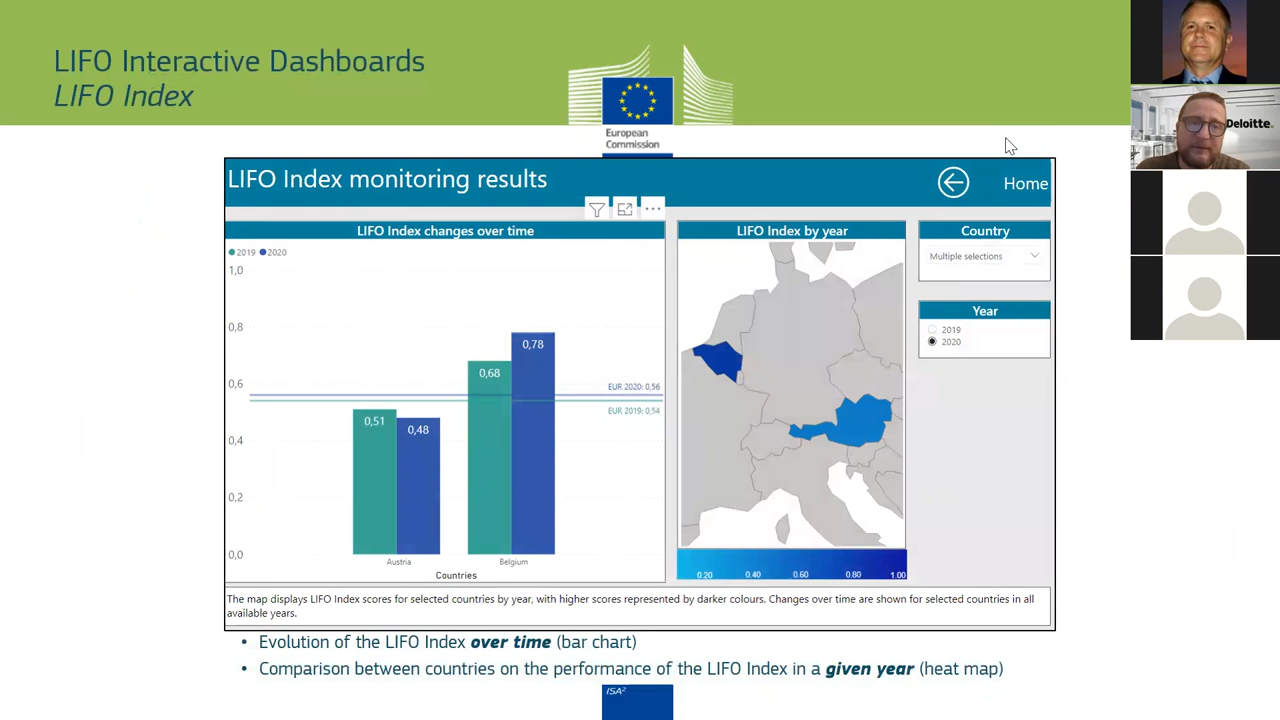 LIFO Interactive Dashboards
LIFO Index
European
Commission
Deloitte.
LIFO Index monitoring results
Home
LIFO Index changes over time
2019 2020
1,0
0,8
0,6
0,4
0,2
0,0
0,51
0,48
0,68
0,78
EUR 2020: 0,56
EUR 2019: 0,54
Austria
Belgium
Countries
LIFO Index by year
0.20 0.40 0.60 0.80 1.00
Country
Multiple selections
Year
2019
2020
The map displays LIFO Index scores for selected countries by year, with higher scores represented by darker colours. Changes over time are shown for selected countries in all
available years.
• Evolution of the LIFO Index over time (bar chart)
• Comparison between countries on the performance of the LIFO Index in a given year (heat map)
ISA²